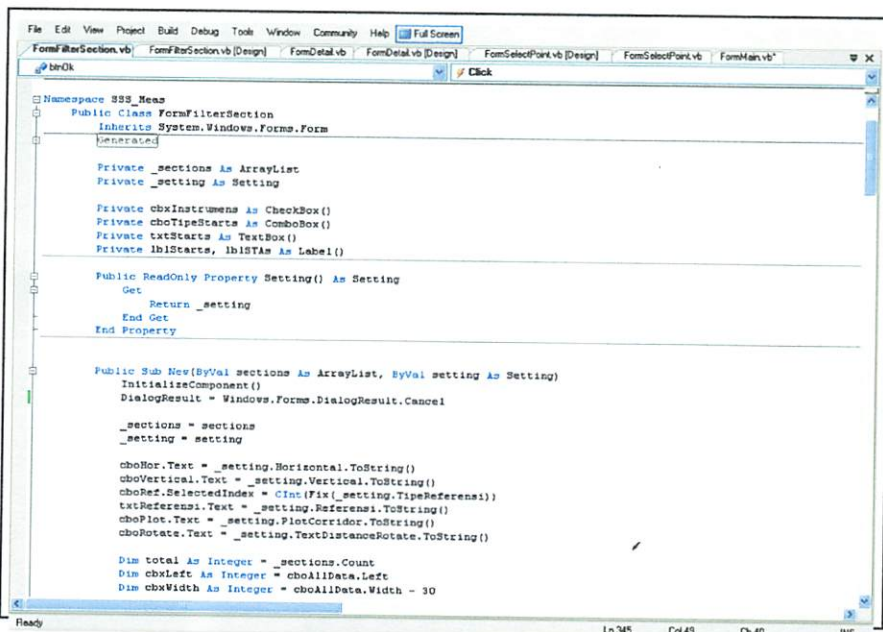 File Edit View Project Build Debug Tools Window Community Help Full Screen
FormFilterSection.vb FormFilterSection.vb [Design] FormDetail.vb FormDetail.vb [Design] FormSelectPoint.vb [Design] FormSelectPoint.vb FormMain.vb*
btnOk Click
Namespace SSS_Meas
Public Class FormFilterSection
Inherits System.Windows.Forms.Form
Generated
Private _sections As ArrayList
Private _setting As Setting
Private cbxInstrumens As CheckBox()
Private cboTipeStarts As ComboBox()
Private txtStarts As TextBox()
Private lblStarts, lblSTAs As Label()
Public ReadOnly Property Setting() As Setting
Get
Return _setting
End Get
End Property
Public Sub New(ByVal sections As ArrayList, ByVal setting As Setting)
InitializeComponent()
DialogResult = Windows.Forms.DialogResult.Cancel
_sections = sections
_setting = setting
cboHor.Text = _setting.Horizontal.ToString()
cboVertical.Text = _setting.Vertical.ToString()
cboRef.SelectedIndex = CInt(Fix(_setting.TipeReferensi))
txtReferensi.Text = _setting.Referensi.ToString()
cboPlot.Text = _setting.PlotCorridor.ToString()
cboRotate.Text = _setting.TextDistanceRotate.ToString()
Dim total As Integer = _sections.Count
Dim cbxLeft As Integer = cboAllData.Left
Dim cbxWidth As Integer = cboAllData.Width - 30
Ready Ln 345 Col 49 Ch 40 INS